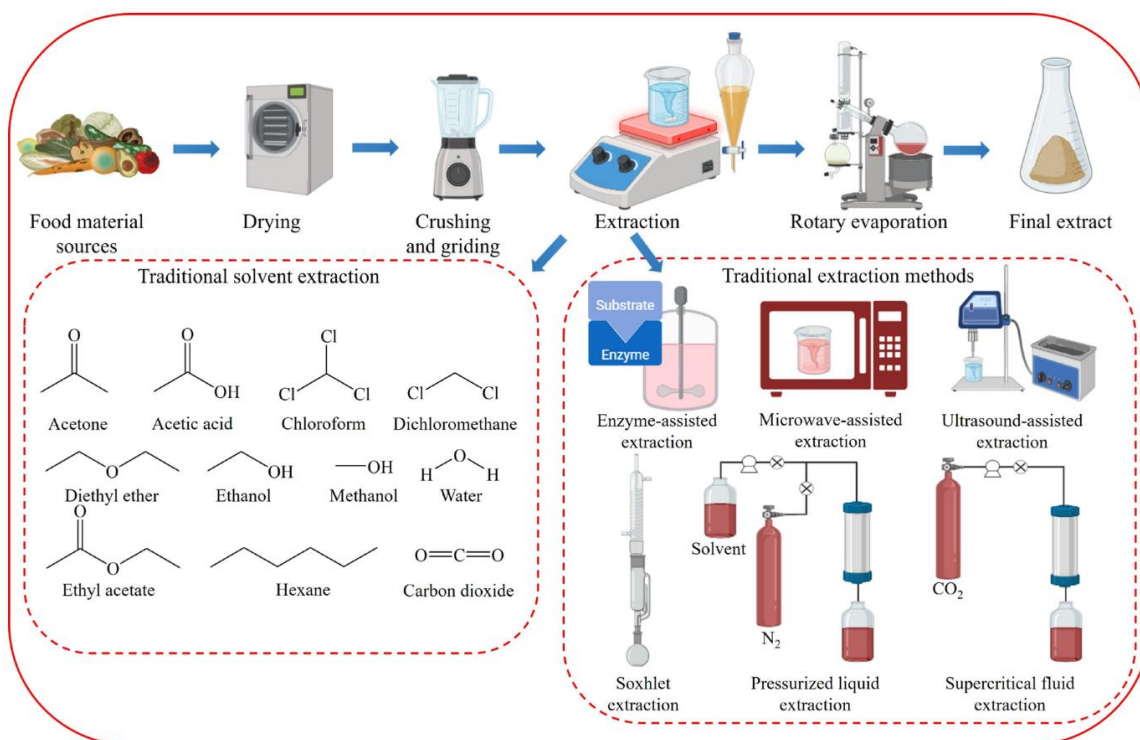 Food material
sources
Drying
Crushing
and griding
Extraction
Rotary evaporation
Final extract
Traditional solvent extraction
O
Acetone
O
OH
Acetic acid
Cl
Cl
Cl
Chloroform
Cl
Cl
Dichloromethane
O
Diethyl ether
OH
Ethanol
OH
Methanol
H
O
H
Water
O
O
Ethyl acetate
Hexane
O C O
Carbon dioxide
Traditional extraction methods
Substrate
Enzyme
Enzyme-assisted
extraction
Microwave-assisted
extraction
Ultrasound-assisted
extraction
Soxhlet
extraction
Solvent
N₂
Pressurized liquid
extraction
CO₂
Supercritical fluid
extraction